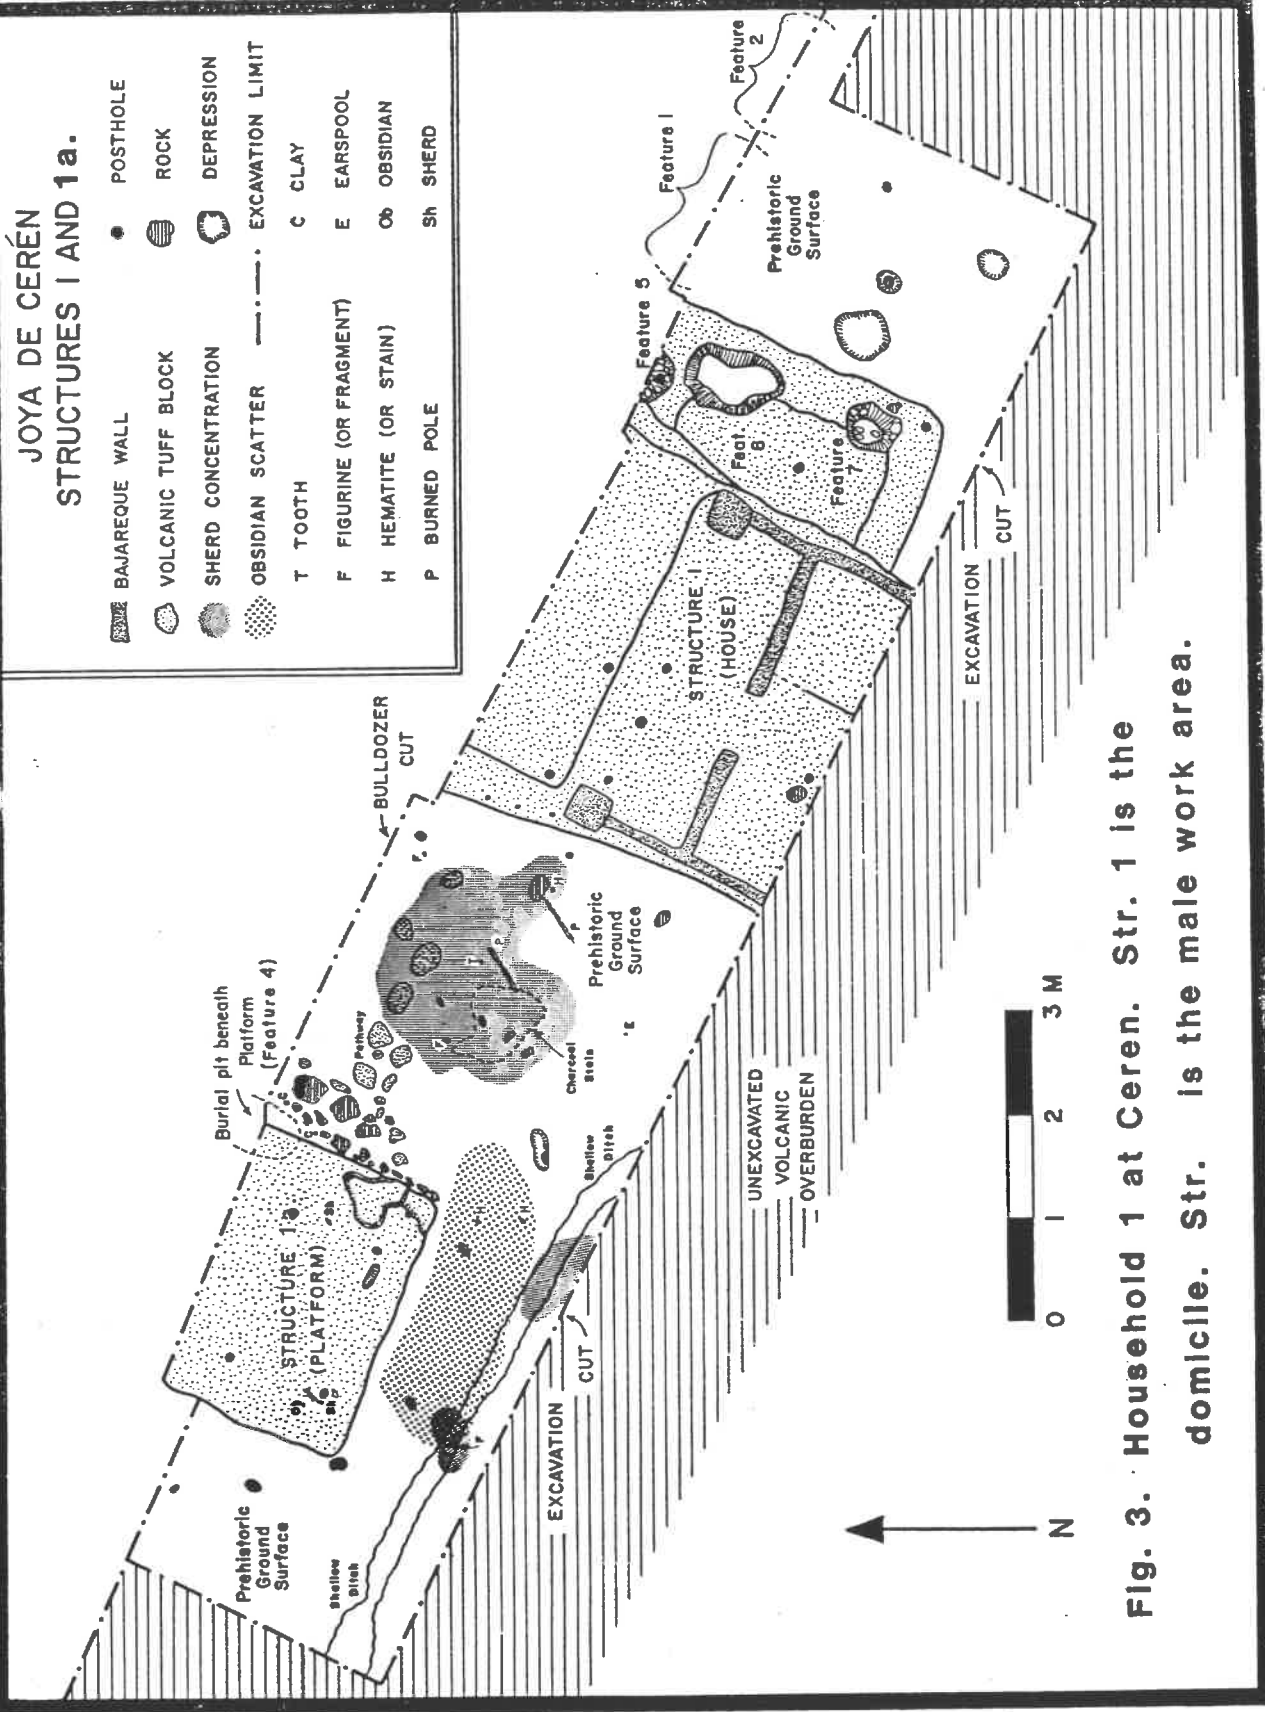 JOYA DE CERÉN
STRUCTURES I AND 1a.
BAJAREQUE WALL
POSTHOLE
VOLCANIC TUFF BLOCK
ROCK
SHERD CONCENTRATION
DEPRESSION
OBSIDIAN SCATTER
EXCAVATION LIMIT
T TOOTH
C CLAY
F FIGURINE (OR FRAGMENT)
E EARSPOOL
H HEMATITE (OR STAIN)
Ob OBSIDIAN
P BURNED POLE
Sh SHERD
Feature
2
Feature 1
Prehistoric
Ground
Surface
Feature 5
Feat.
8
Feature
7
CUT
EXCAVATION
STRUCTURE I
(HOUSE)
BULLDOZER
CUT
Burial pit beneath
Platform
(Feature 4)
Pathway
F
P
H
P
T
F
Prehistoric
Ground
Surface
Charcoal
Stain
E
C
C
STRUCTURE 1a
(PLATFORM)
Sh
Ob
Sh
P
H
H
F
Shallow
Ditch
UNEXCAVATED
VOLCANIC
OVERBURDEN
CUT
EXCAVATION
Prehistoric
Ground
Surface
Shallow
Ditch
N
0 1 2 3 M
Fig. 3. Household 1 at Ceren. Str. 1 is the
domicile. Str. is the male work area.